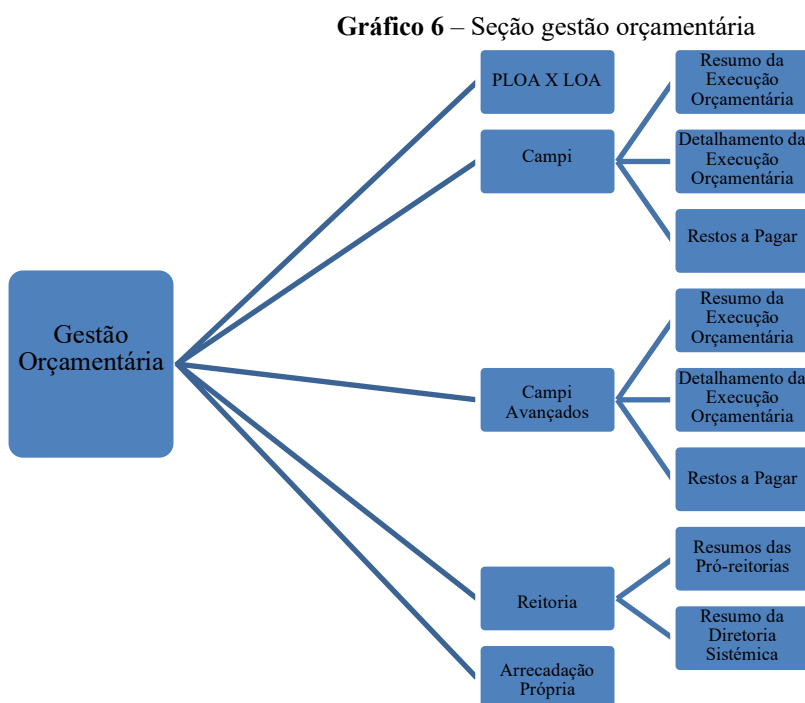 Gráfico 6 – Seção gestão orçamentária
PLOA X LOA
Resumo da
Execução
Orçamentária
Campi
Detalhamento da
Execução
Orçamentária
Restos a Pagar
Gestão
Orçamentária
Resumo da
Execução
Orçamentária
Campi
Avançados
Detalhamento da
Execução
Orçamentária
Restos a Pagar
Resumos das
Pró-reitorias
Reitoria
Resumo da
Diretoria
Sistémica
Arrecadação
Própria